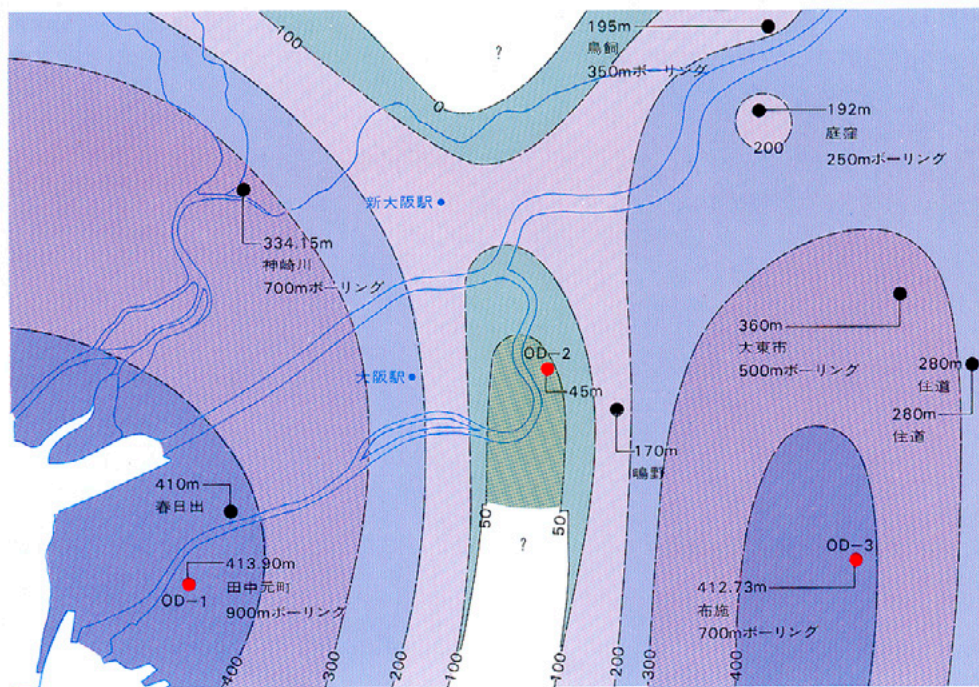 100
?
0
195m
鳥飼
350mボーリング
192m
庭窪
250mボーリング
200
新大阪駅
334.15m
神崎川
700mボーリング
360m
大東市
500mボーリング
OD-2
45m
大阪駅
280m
住道
280m
住道
170m
鴫野
410m
春日出
50
50
?
OD-3
412.73m
布施
700mボーリング
413.90m
田中元町
900mボーリング
OD-1
400
300
200
100
100
200
300
400